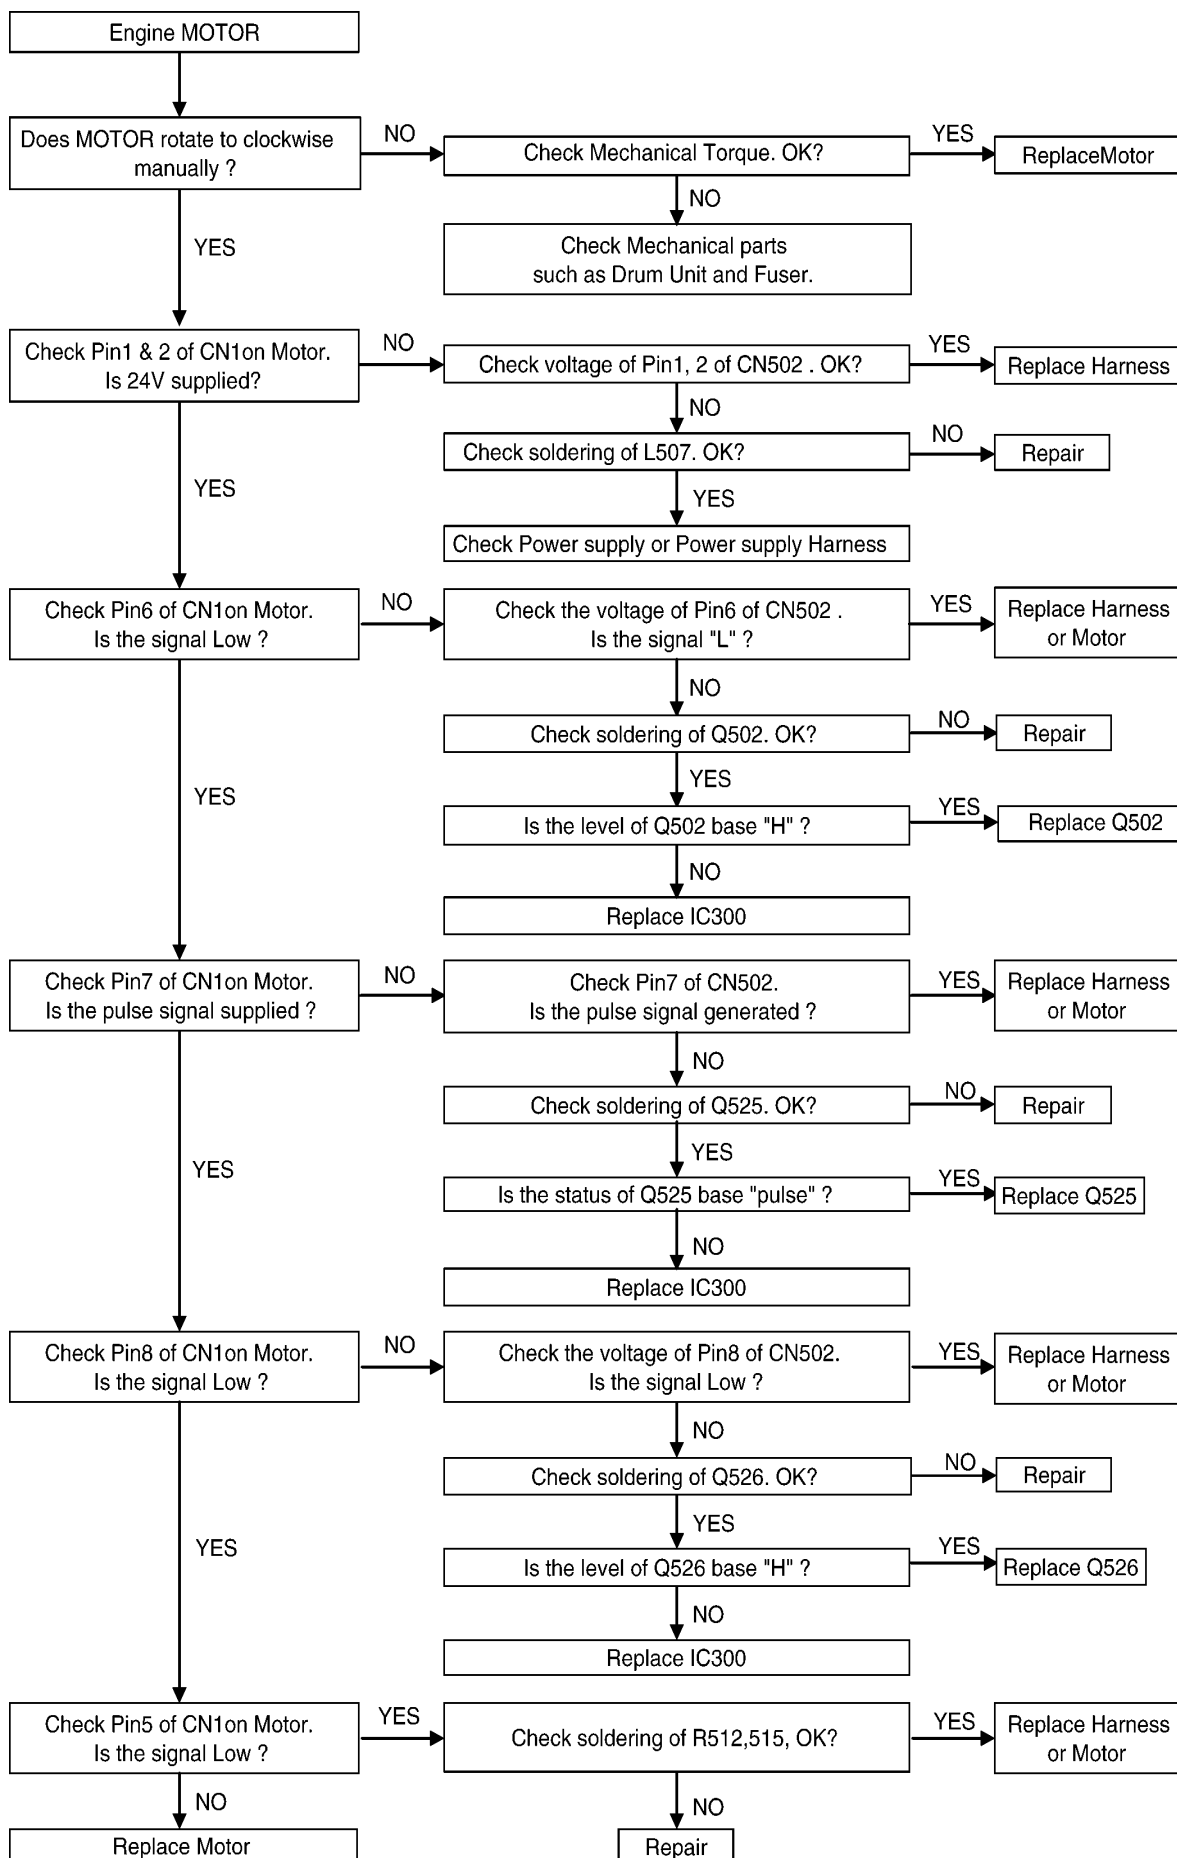 Engine MOTOR
Does MOTOR rotate to clockwise
manually ?
NO
Check Mechanical Torque. OK?
YES
ReplaceMotor
NO
Check Mechanical parts
such as Drum Unit and Fuser.
YES
Check Pin1 & 2 of CN1on Motor.
Is 24V supplied?
NO
Check voltage of Pin1, 2 of CN502 . OK?
YES
Replace Harness
NO
Check soldering of L507. OK?
NO
Repair
YES
YES
Check Power supply or Power supply Harness
Check Pin6 of CN1on Motor.
Is the signal Low ?
NO
Check the voltage of Pin6 of CN502 .
Is the signal "L" ?
YES
Replace Harness
or Motor
NO
Check soldering of Q502. OK?
NO
Repair
YES
YES
Is the level of Q502 base "H" ?
YES
Replace Q502
NO
Replace IC300
Check Pin7 of CN1on Motor.
Is the pulse signal supplied ?
NO
Check Pin7 of CN502.
Is the pulse signal generated ?
YES
Replace Harness
or Motor
NO
Check soldering of Q525. OK?
NO
Repair
YES
YES
Is the status of Q525 base "pulse" ?
YES
Replace Q525
NO
Replace IC300
Check Pin8 of CN1on Motor.
Is the signal Low ?
NO
Check the voltage of Pin8 of CN502.
Is the signal Low ?
YES
Replace Harness
or Motor
NO
Check soldering of Q526. OK?
NO
Repair
YES
YES
Is the level of Q526 base "H" ?
YES
Replace Q526
NO
Replace IC300
Check Pin5 of CN1on Motor.
Is the signal Low ?
YES
Check soldering of R512,515, OK?
YES
Replace Harness
or Motor
NO
Replace Motor
NO
Repair